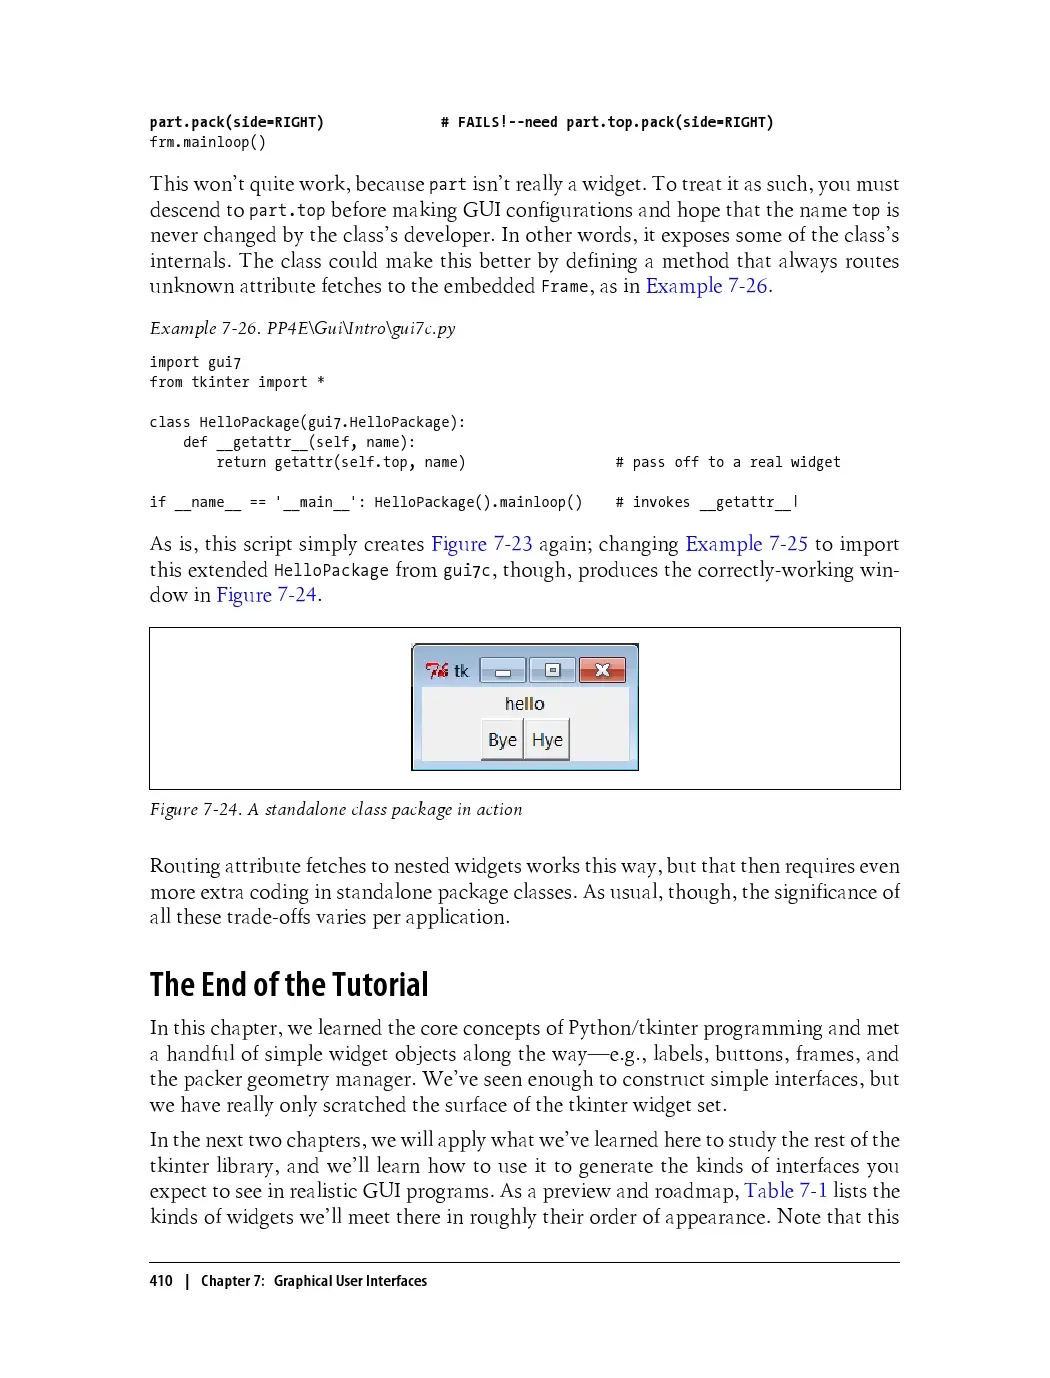 part.pack(side=RIGHT)              # FAILS!--need part.top.pack(side=RIGHT)
frm.mainloop()
This won’t quite work, because part isn’t really a widget. To treat it as such, you must
descend to part.top before making GUI configurations and hope that the name top is
never changed by the class’s developer. In other words, it exposes some of the class’s
internals. The class could make this better by defining a method that always routes
unknown attribute fetches to the embedded Frame, as in Example 7-26.
Example 7-26. PP4E\Gui\Intro\gui7c.py
import gui7
from tkinter import *
class HelloPackage(gui7.HelloPackage):
    def __getattr__(self, name):
        return getattr(self.top, name)                  # pass off to a real widget
if __name__ == '__main__': HelloPackage().mainloop()    # invokes __getattr__!
As is, this script simply creates Figure 7-23 again; changing Example 7-25 to import
this extended HelloPackage from gui7c, though, produces the correctly-working win-
dow in Figure 7-24.
tk
hello
Bye Hye
Figure 7-24. A standalone class package in action
Routing attribute fetches to nested widgets works this way, but that then requires even
more extra coding in standalone package classes. As usual, though, the significance of
all these trade-offs varies per application.
The End of the Tutorial
In this chapter, we learned the core concepts of Python/tkinter programming and met
a handful of simple widget objects along the way—e.g., labels, buttons, frames, and
the packer geometry manager. We’ve seen enough to construct simple interfaces, but
we have really only scratched the surface of the tkinter widget set.
In the next two chapters, we will apply what we’ve learned here to study the rest of the
tkinter library, and we’ll learn how to use it to generate the kinds of interfaces you
expect to see in realistic GUI programs. As a preview and roadmap, Table 7-1 lists the
kinds of widgets we’ll meet there in roughly their order of appearance. Note that this
410 | Chapter 7: Graphical User Interfaces